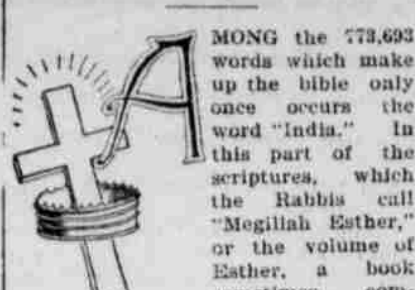 AMONG the 773,693
words which make
up the bible only
once occurs the
word "India." In
this part of the
scriptures, which
the Rabbis call
"Megillah Esther,"
or the volume of
Esther, a book